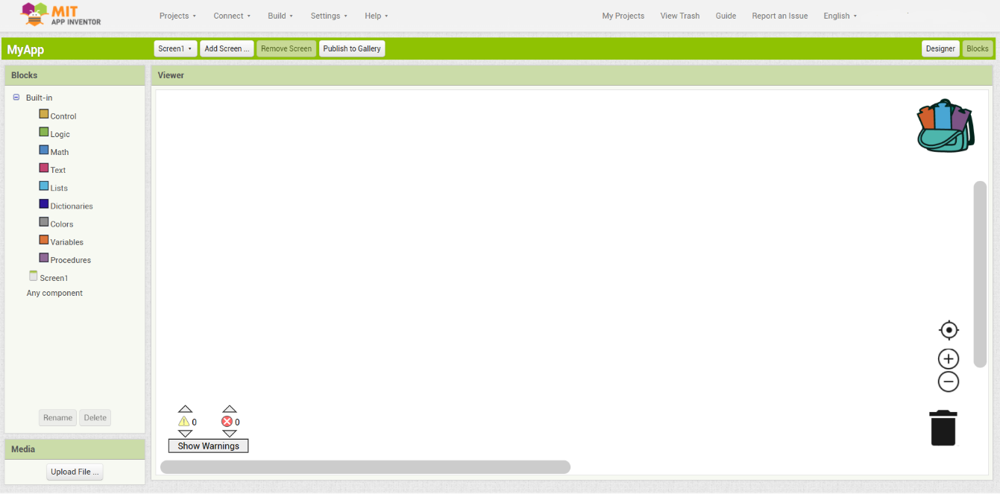 MIT
APP INVENTOR
Projects Connect Build Settings Help My Projects View Trash Guide Report an Issue English
MyApp Screen1 Add Screen ... Remove Screen Publish to Gallery Designer Blocks
Blocks
Built-in
Control
Logic
Math
Text
Lists
Dictionaries
Colors
Variables
Procedures
Screen1
Any component
Rename Delete
Media
Upload File ...
Viewer
0 0
Show Warnings